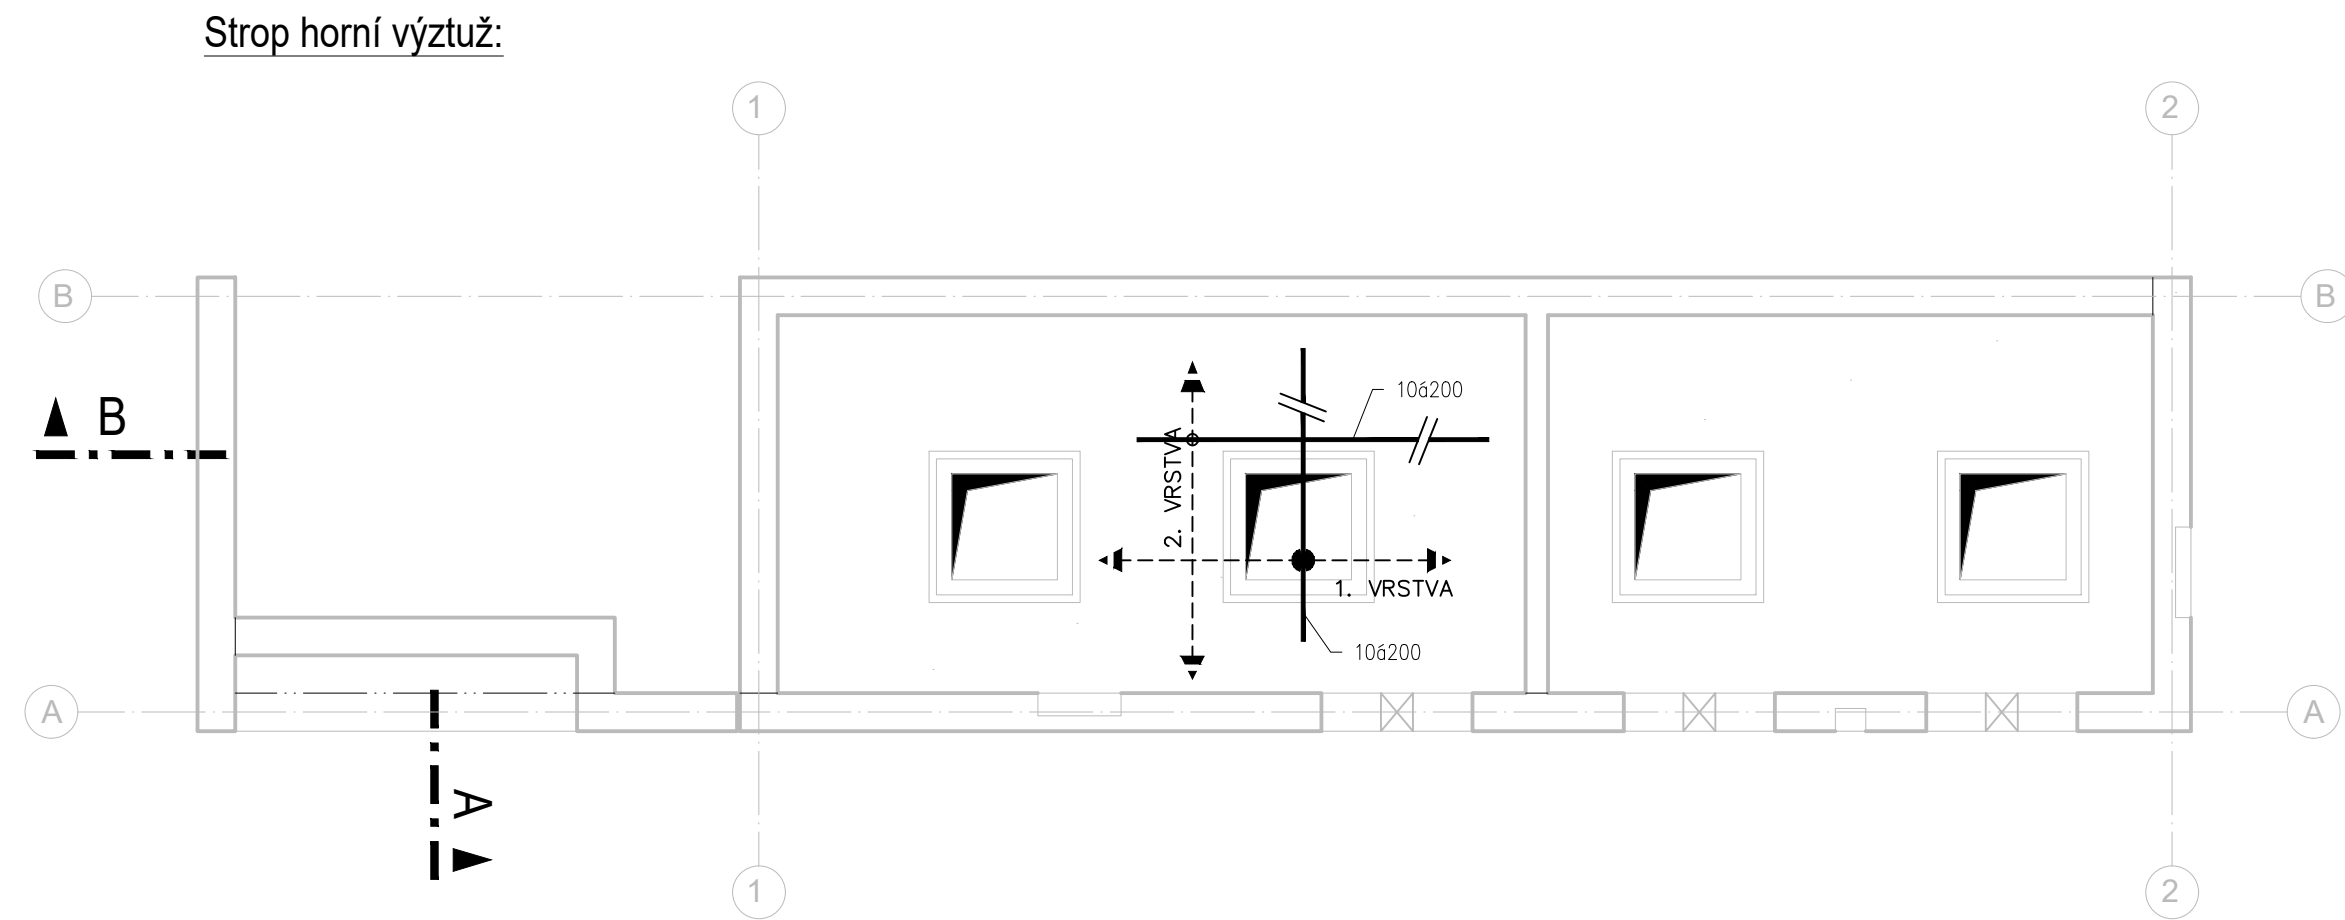 Strop horní výztuž:
1
2
B
B
B
10á200
2. VRSTVA
1. VRSTVA
10á200
A
A
A
1
2